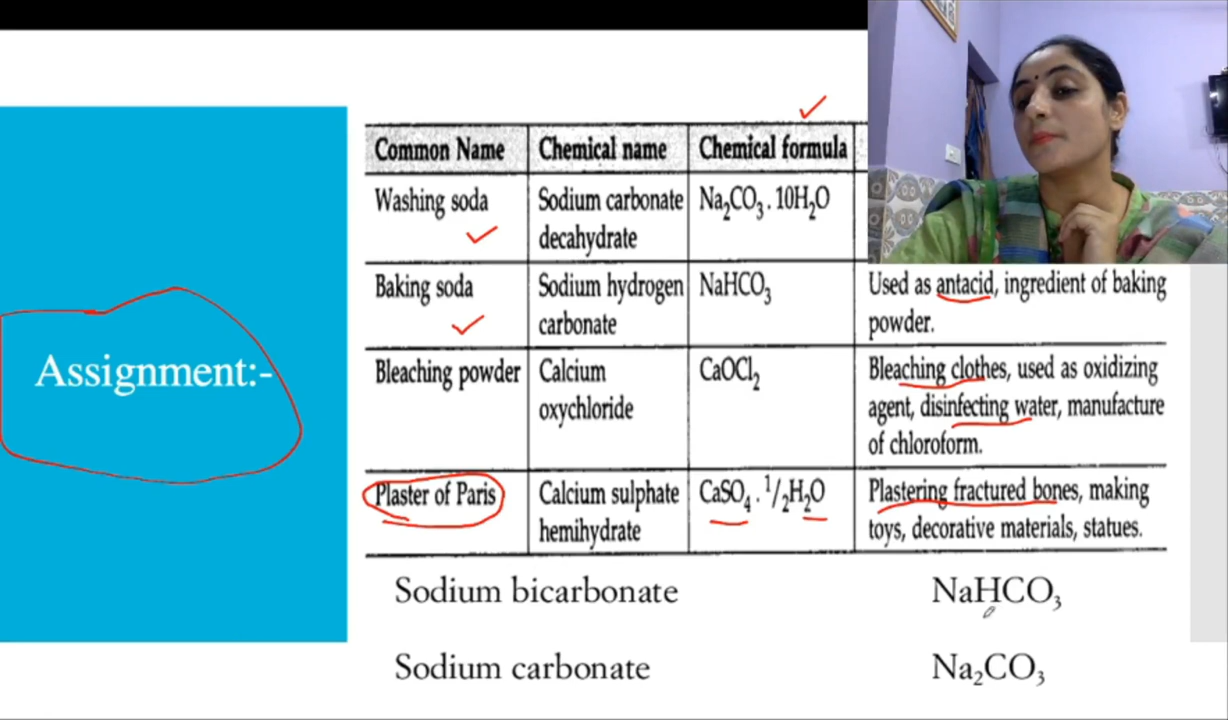 Assignment:-
Common Name Chemical name Chemical formula
Washing soda Sodium carbonate Na₂CO₃ . 10H₂O
decahydrate
Baking soda Sodium hydrogen NaHCO₃ Used as antacid, ingredient of baking
carbonate powder.
Bleaching powder Calcium CaOCl₂ Bleaching clothes, used as oxidizing
oxychloride agent, disinfecting water, manufacture
of chloroform.
Plaster of Paris Calcium sulphate CaSO₄ . 1/2H₂O Plastering fractured bones, making
hemihydrate toys, decorative materials, statues.
Sodium bicarbonate NaHCO₃
Sodium carbonate Na₂CO₃